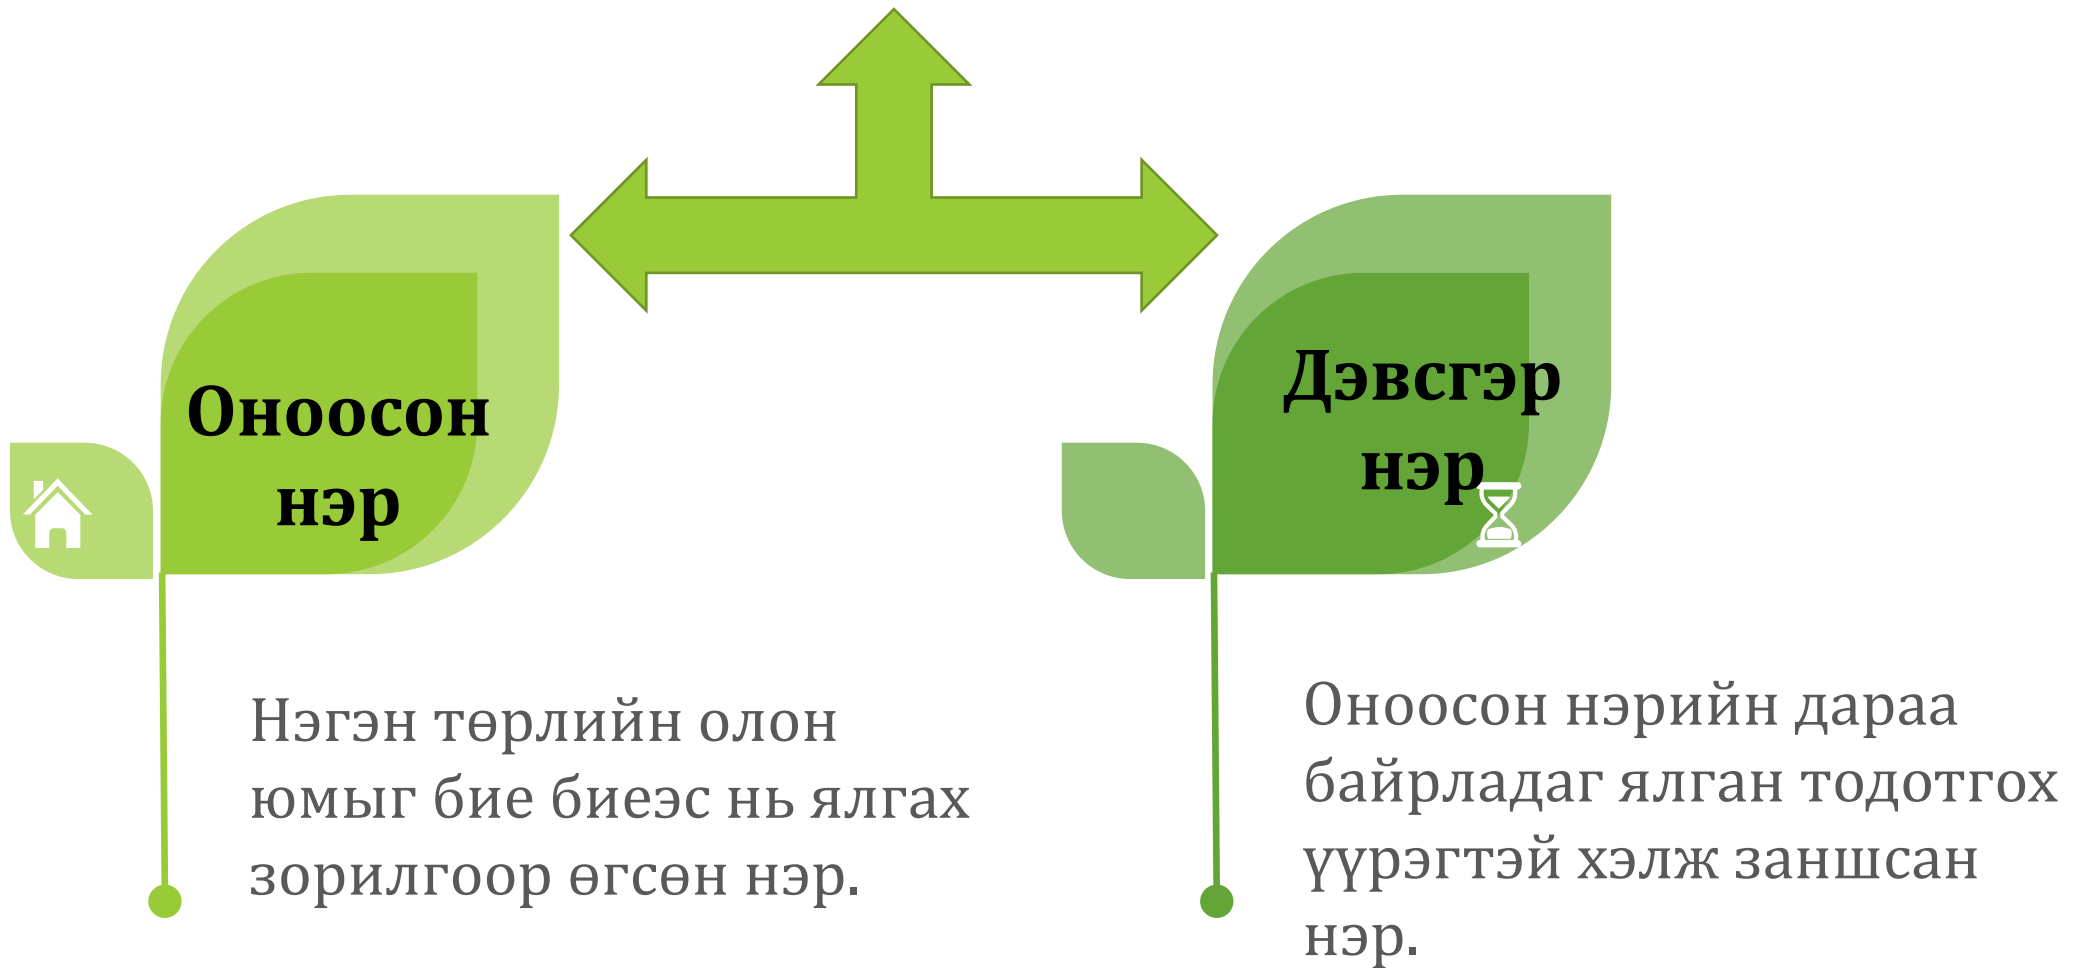 Оноосон
нэр
Нэгэн төрлийн олон
юмыг бие биеэс нь ялгах
зорилгоор өгсөн нэр.
Дэвсгэр
нэр
Оноосон нэрийн дараа
байрладаг ялган тодотгох
үүрэгтэй хэлж заншсан
нэр.